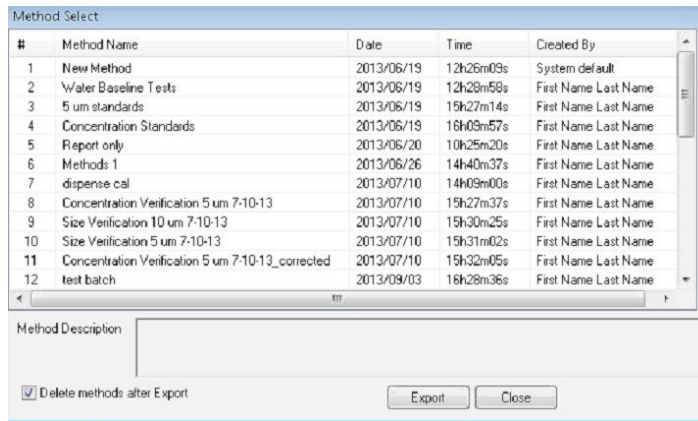 Method Select
# Method Name Date Time Created By
1 New Method 2013/06/19 12h26m09s System default
2 Water Baseline Tests 2013/06/19 12h28m58s First Name Last Name
3 5 um standards 2013/06/19 15h27m14s First Name Last Name
4 Concentration Standards 2013/06/19 16h09m57s First Name Last Name
5 Report only 2013/06/20 10h25m20s First Name Last Name
6 Methods 1 2013/06/26 14h40m37s First Name Last Name
7 dispense cal 2013/07/10 14h09m00s First Name Last Name
8 Concentration Verification 5 um 7-10-13 2013/07/10 15h27m37s First Name Last Name
9 Size Verification 10 um 7-10-13 2013/07/10 15h30m25s First Name Last Name
10 Size Verification 5 um 7-10-13 2013/07/10 15h31m02s First Name Last Name
11 Concentration Verification 5 um 7-10-13_corrected 2013/07/10 15h32m05s First Name Last Name
12 test batch 2013/09/03 16h28m36s First Name Last Name
Method Description
Delete methods after Export
Export Close